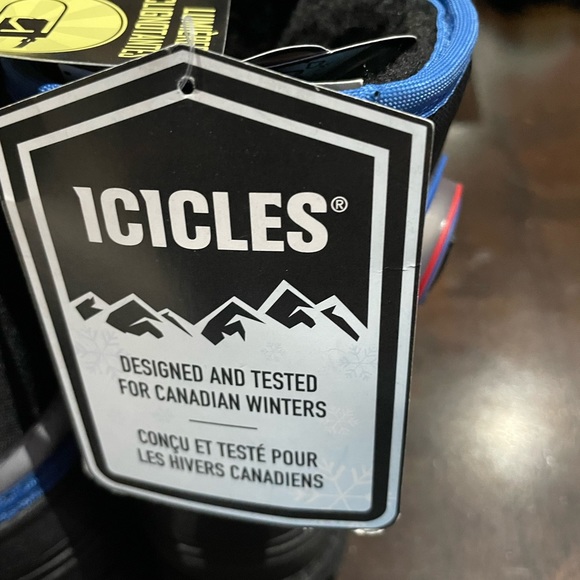 ICICLES®
DESIGNED AND TESTED
FOR CANADIAN WINTERS
CONÇU ET TESTÉ POUR
LES HIVERS CANADIENS